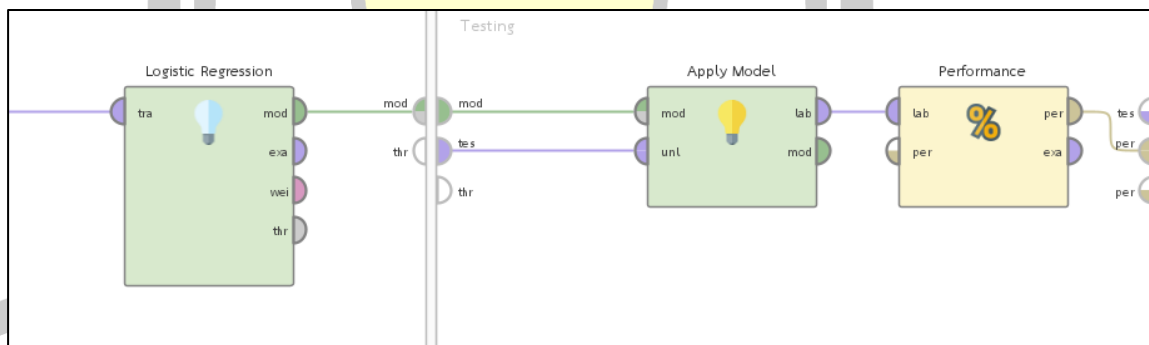 Testing
Logistic Regression
tra
mod
exa
wei
thr
mod
thr
mod
tes
thr
Apply Model
mod
unl
lab
mod
Performance
%
lab
per
per
exa
tes
per
per